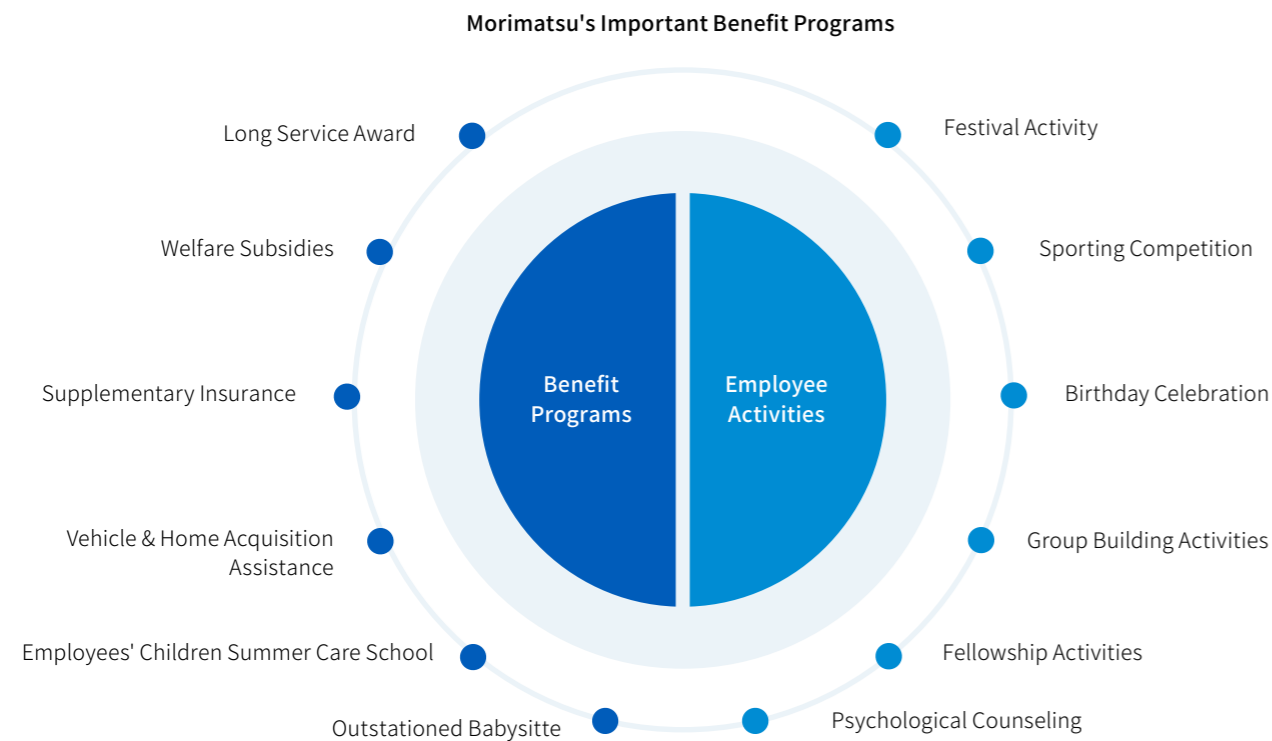 Morimatsu's Important Benefit Programs
Long Service Award
Welfare Subsidies
Supplementary Insurance
Vehicle & Home Acquisition
Assistance
Employees' Children Summer Care School
Outstationed Babysitte
Benefit
Programs
Employee
Activities
Festival Activity
Sporting Competition
Birthday Celebration
Group Building Activities
Fellowship Activities
Psychological Counseling